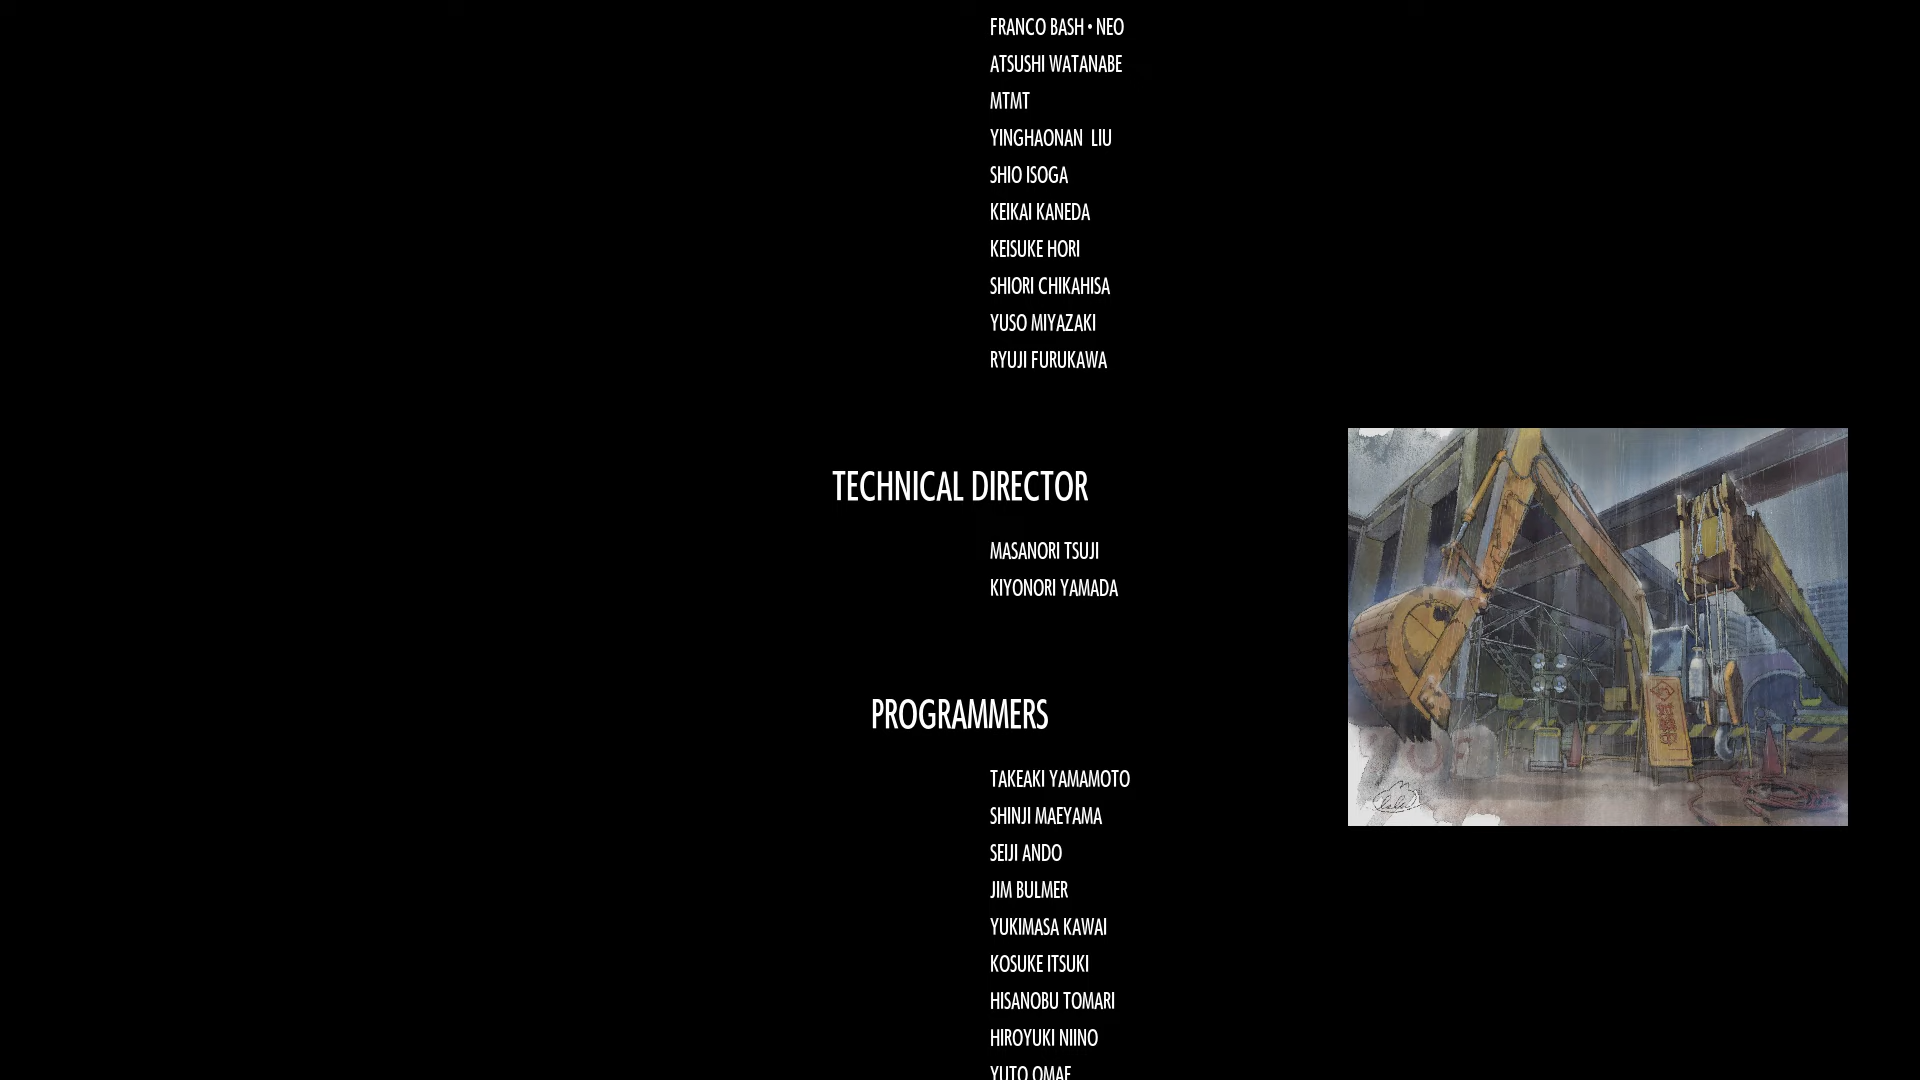 FRANCO BASH・NEO
ATSUSHI WATANABE
MTMT
YINGHAONAN LIU
SHIO ISOGA
KEIKAI KANEDA
KEISUKE HORI
SHIORI CHIKAHISA
YUSO MIYAZAKI
RYUJI FURUKAWA
TECHNICAL DIRECTOR
MASANORI TSUJI
KIYONORI YAMADA
PROGRAMMERS
TAKEAKI YAMAMOTO
SHINJI MAEYAMA
SEIJI ANDO
JIM BULMER
YUKIMASA KAWAI
KOSUKE ITSUKI
HISANOBU TOMARI
HIROYUKI NIINO
YUTO OMAE